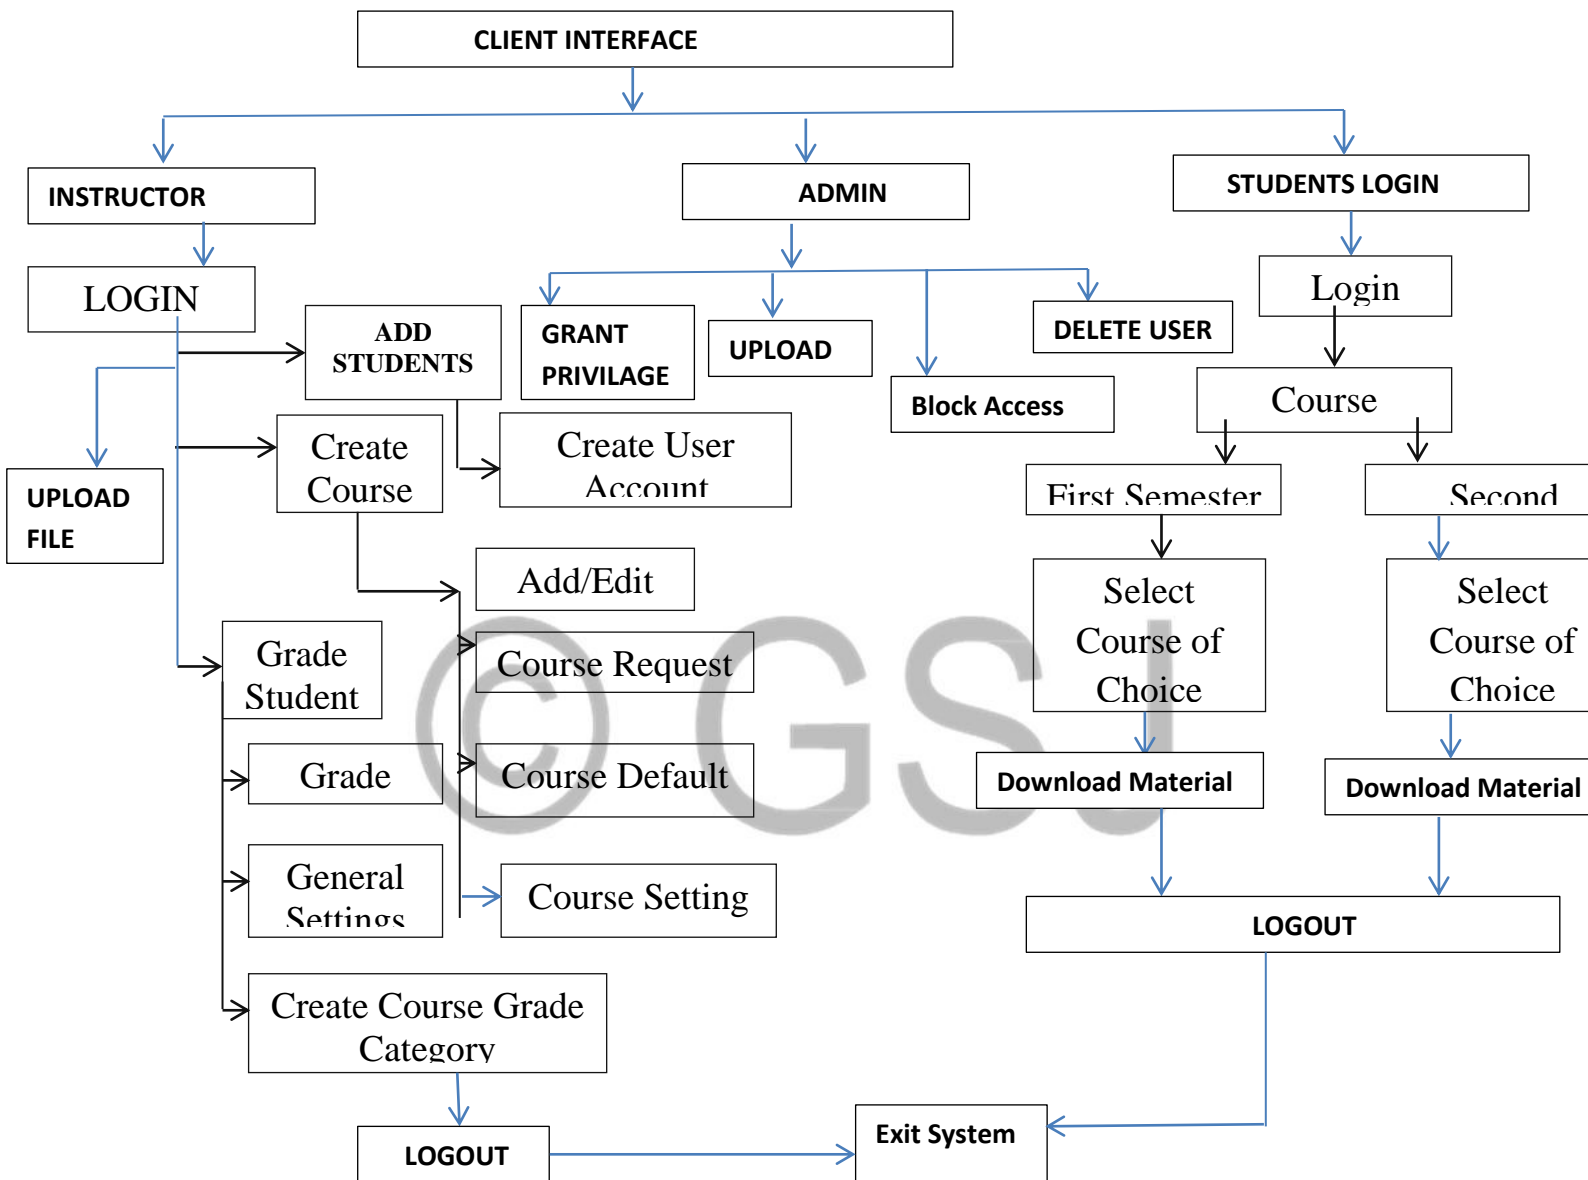 CLIENT INTERFACE
INSTRUCTOR
ADMIN
STUDENTS LOGIN
LOGIN
ADD
STUDENTS
GRANT
PRIVILAGE
UPLOAD
DELETE USER
Block Access
Login
Course
UPLOAD
FILE
Create
Course
Create User
Account
First Semester
Second
Add/Edit
Course Request
Course Default
Course Setting
Select
Course of
Choice
Select
Course of
Choice
Grade
Student
Grade
General
Settings
Create Course Grade
Category
Download Material
Download Material
LOGOUT
LOGOUT
Exit System
© GSJ